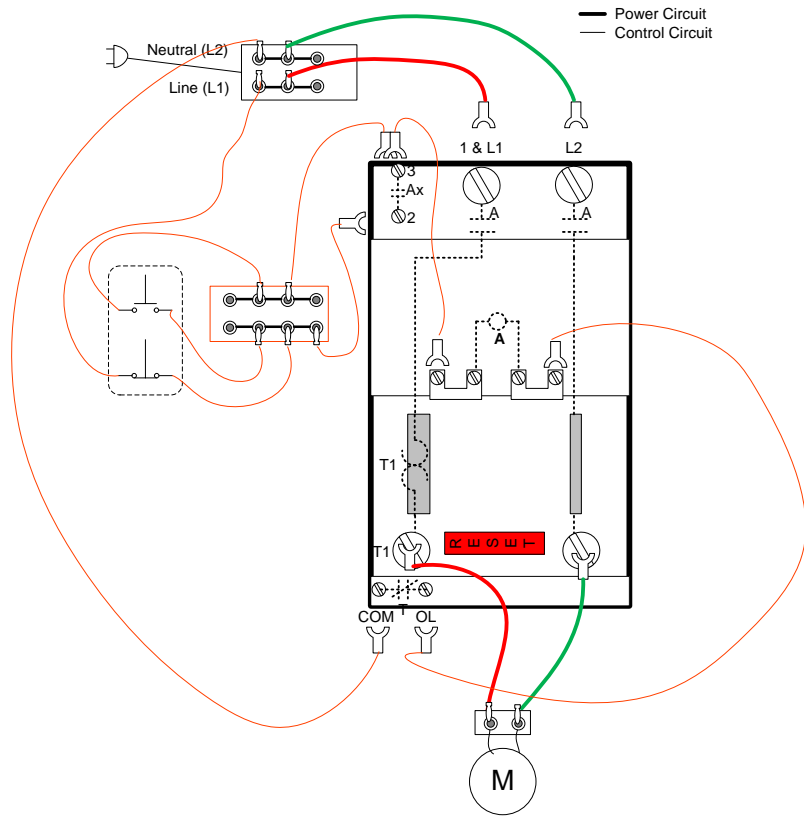 Power Circuit
Control Circuit
Neutral (L2)
Line (L1)
1 & L1
L2
3
Ax
2
A
A
A
T1
T1
RESET
T
COM
OL
M